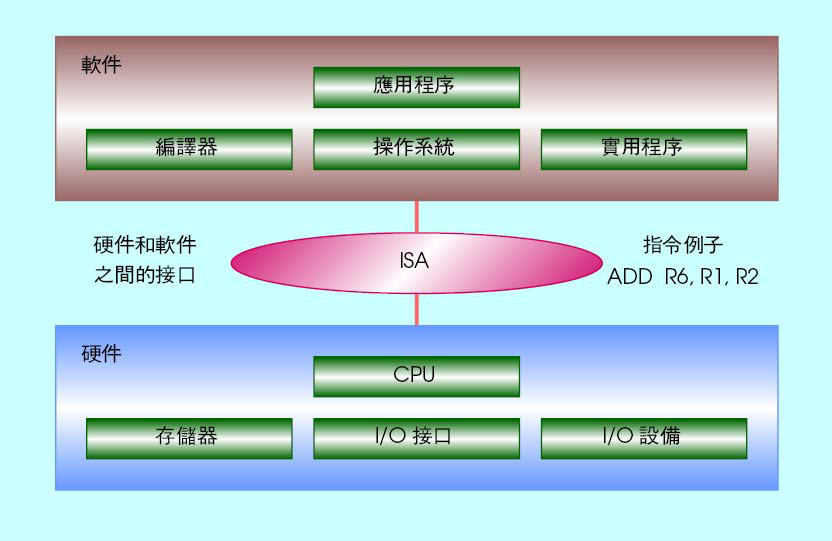 軟件
應用程序
編譯器
操作系統
實用程序
硬件和軟件
之間的接口
ISA
指令例子
ADD R6, R1, R2
硬件
CPU
存儲器
I/O 接口
I/O 設備